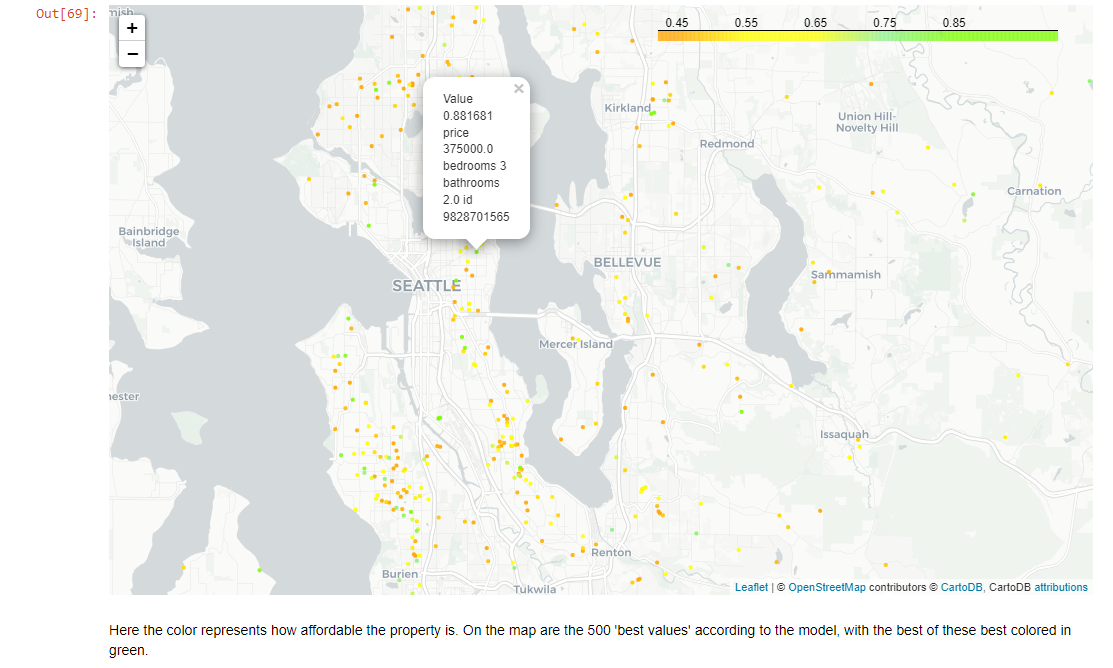 Out[69]:
mish
+
−
0.45 0.55 0.65 0.75 0.85
×
Value
0.881681
price
375000.0
bedrooms 3
bathrooms
2.0 id
9828701565
Kirkland
Union Hill-
Novelty Hill
Redmond
Carnation
Bainbridge
Island
BELLEVUE
Sammamish
SEATTLE
Mercer Island
hester
Issaquah
Renton
Burien
Tukwila
Leaflet | © OpenStreetMap contributors © CartoDB, CartoDB attributions
Here the color represents how affordable the property is. On the map are the 500 'best values' according to the model, with the best of these best colored in
green.